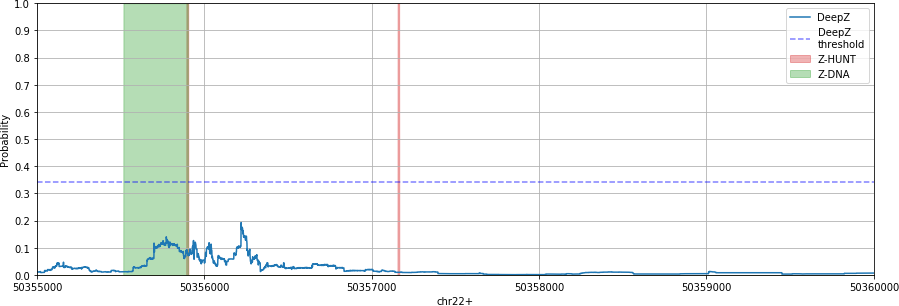 1.0
0.9
0.8
0.7
0.6
0.5
0.4
0.3
0.2
0.1
0.0
Probability
50355000
50356000
50357000
50358000
50359000
50360000
chr22+
DeepZ
DeepZ
threshold
Z-HUNT
Z-DNA